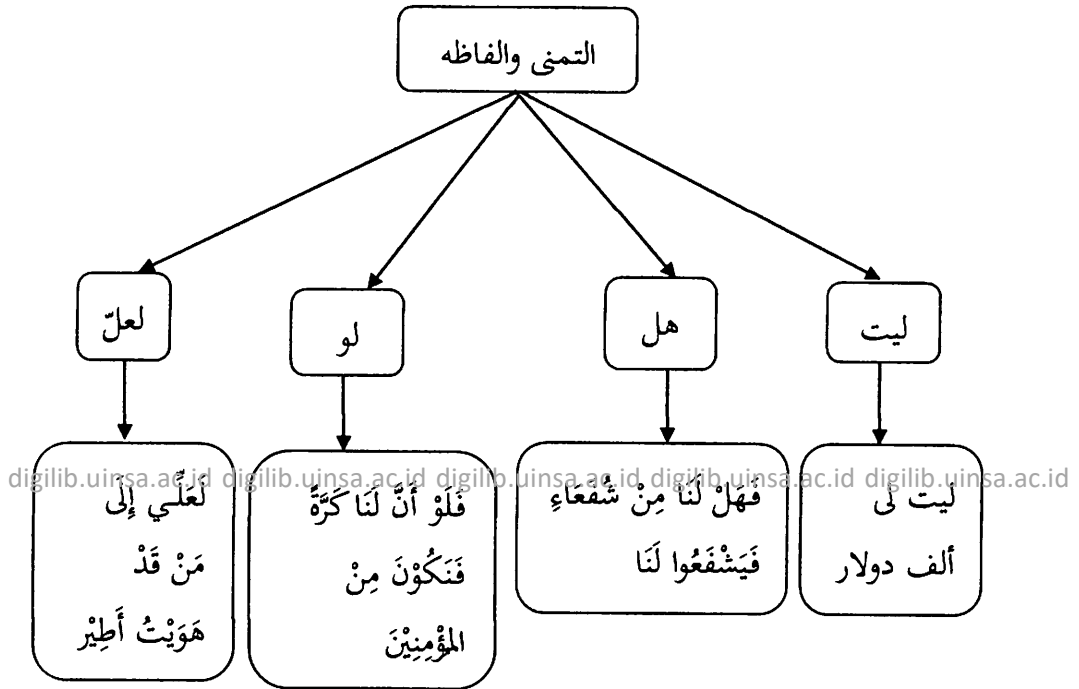 التمنى والفاظه
ليت
هل
لو
لعلّ
ليت لى
ألف دولار
فَهَلْ لَنَا مِنْ شُفَعَاءِ
فَيَشْفَعُوا لَنَا
فَلَوْ أَنَّ لَنَا كَرَّةً
فَنَكُوْنَ مِنْ
المُؤْمِنِيْنَ
لَعَلِّي إِلَى
مَنْ قَدْ
هَوَيْتُ أَطِيْر
digilib.uinsa.ac.id digilib.uinsa.ac.id digilib.uinsa.ac.id digilib.uinsa.ac.id digilib.uinsa.ac.id